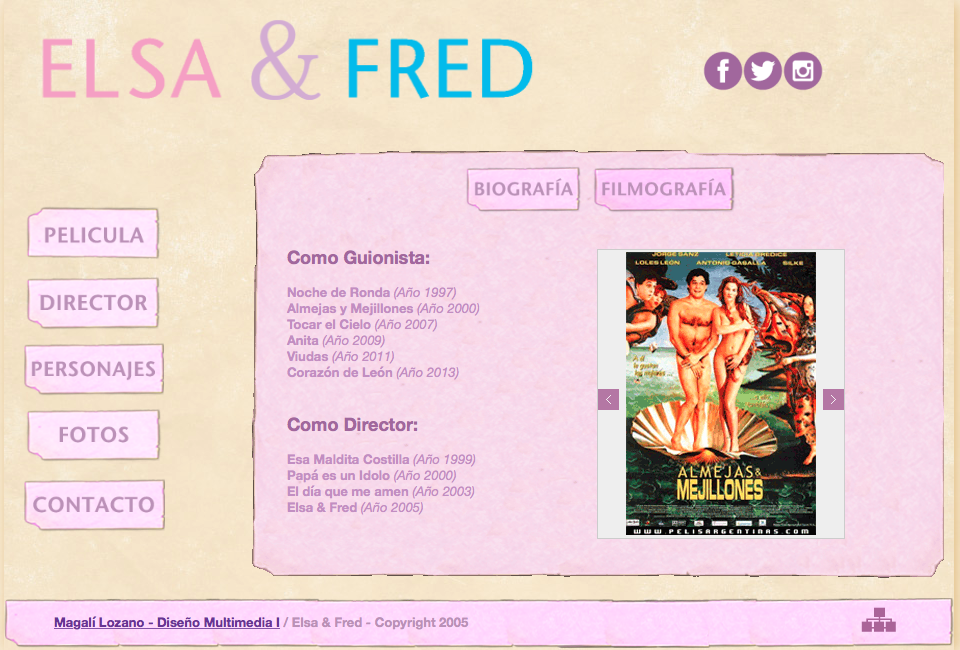 ELSA & FRED
BIOGRAFÍA
FILMOGRAFÍA
PELICULA
DIRECTOR
PERSONAJES
FOTOS
CONTACTO
Como Guionista:
Noche de Ronda (Año 1997)
Almejas y Mejillones (Año 2000)
Tocar el Cielo (Año 2007)
Anita (Año 2009)
Viudas (Año 2011)
Corazón de León (Año 2013)
Como Director:
Esa Maldita Costilla (Año 1999)
Papá es un Idolo (Año 2000)
El día que me amen (Año 2003)
Elsa & Fred (Año 2005)
JORGE SANZ LETICIA BREDICE
LOLES LEÓN ANTONIO GASALLA SILKE
ALMEJAS &
MEJILLONES
WWW.PELISARGENTINAS.COM
Magalí Lozano - Diseño Multimedia I / Elsa & Fred - Copyright 2005